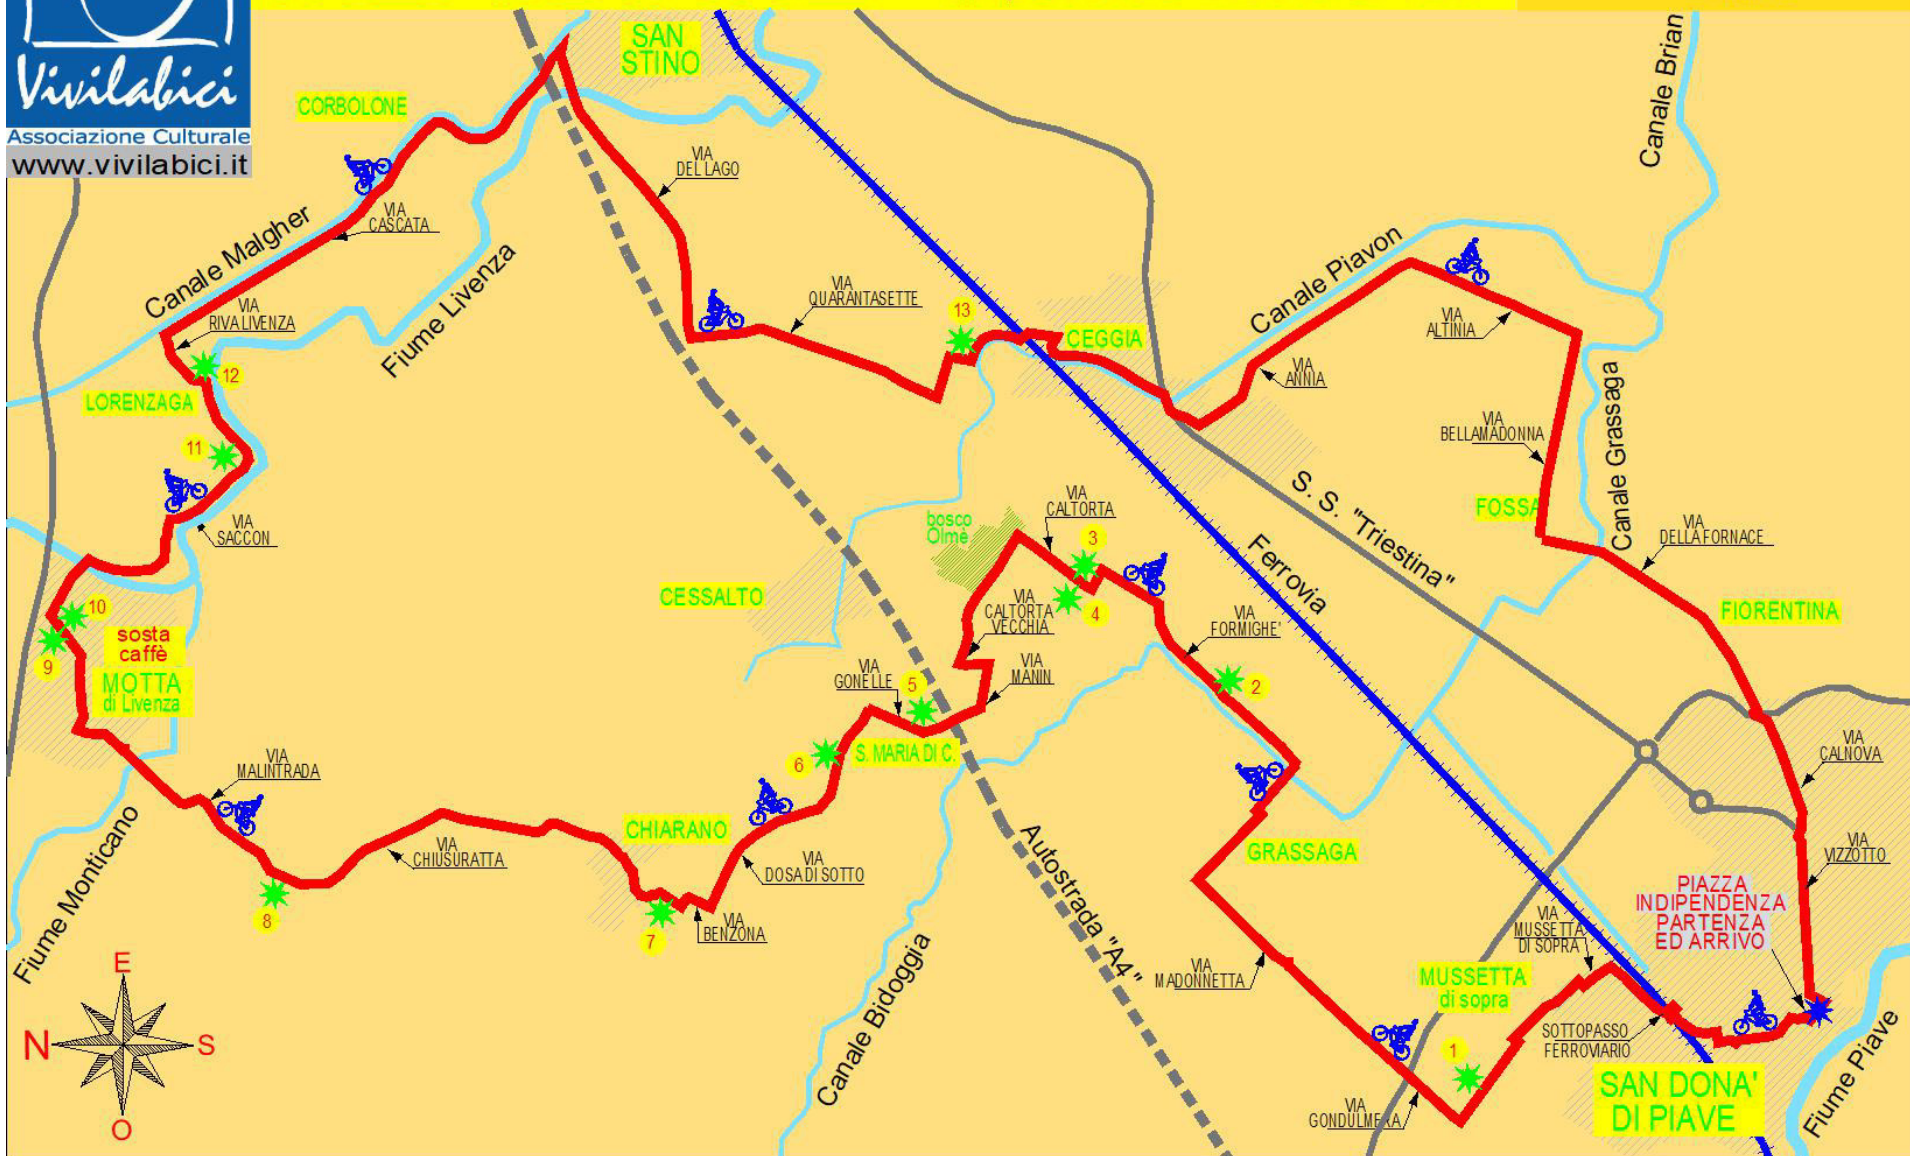 Vivilabici
Associazione Culturale
www.vivilabici.it
SAN
STINO
CORBOLONE
Canale Brian
VIA
DEL LAGO
VIA
CASCATA
Canale Malgher
Fiume Livenza
VIA
RIVA LIVENZA
VIA
QUARANTASETTE
13
CEGGIA
Canale Piavon
VIA
ALTINIA
VIA
ANNIA
12
LORENZAGA
11
VIA
BELLAMADONNA
Canale Grassaga
VIA
SACCON
bosco
Olmè
VIA
CALTORTA
3
S. S. "Triestina"
FOSSA
VIA
DELLA FORNACE
Ferrovia
CESSALTO
VIA
CALTORTA
VECCHIA
4
VIA
FORMIGHE'
FIORENTINA
10
9
sosta
caffè
MOTTA
di Livenza
VIA
GONELLE
5
VIA
MANIN
2
6
S. MARIA DI C.
VIA
CALNOVA
VIA
MALINTRADA
CHIARANO
VIA
CHIUSURATTA
VIA
DOSA DI SOTTO
GRASSAGA
VIA
VIZZOTTO
Fiume Monticano
8
7
VIA
BENZONA
Autostrada "A4"
PIAZZA
INDIPENDENZA
PARTENZA
ED ARRIVO
VIA
MUSSETTA
DI SOPRA
VIA
MADONNETTA
MUSSETTA
di sopra
Canale Bidoggia
E
N
S
O
1
SOTTOPASSO
FERROVIARIO
VIA
GONDULMERA
SAN DONA'
DI PIAVE
Fiume Piave